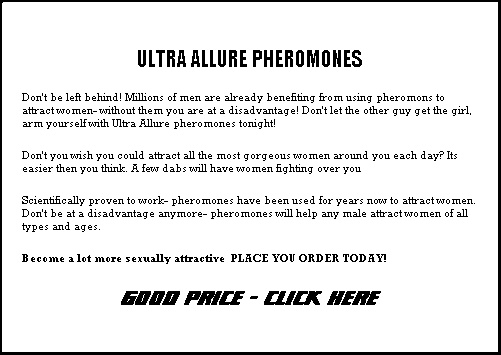 ULTRA ALLURE PHEROMONES
Don't be left behind! Millions of men are already benefiting from using pheromons to
attract women- without them you are at a disadvantage! Don't let the other guy get the girl,
arm yourself with Ultra Allure pheromones tonight!
Don't you wish you could attract all the most gorgeous women around you each day? Its
easier then you think. A few dabs will have women fighting over you
Scientifically proven to work- pheromones have been used for years now to attract women.
Don't be at a disadvantage anymore- pheromones will help any male attract women of all
types and ages.
Become a lot more sexually attractive PLACE YOU ORDER TODAY!
GOOD PRICE - CLICK HERE